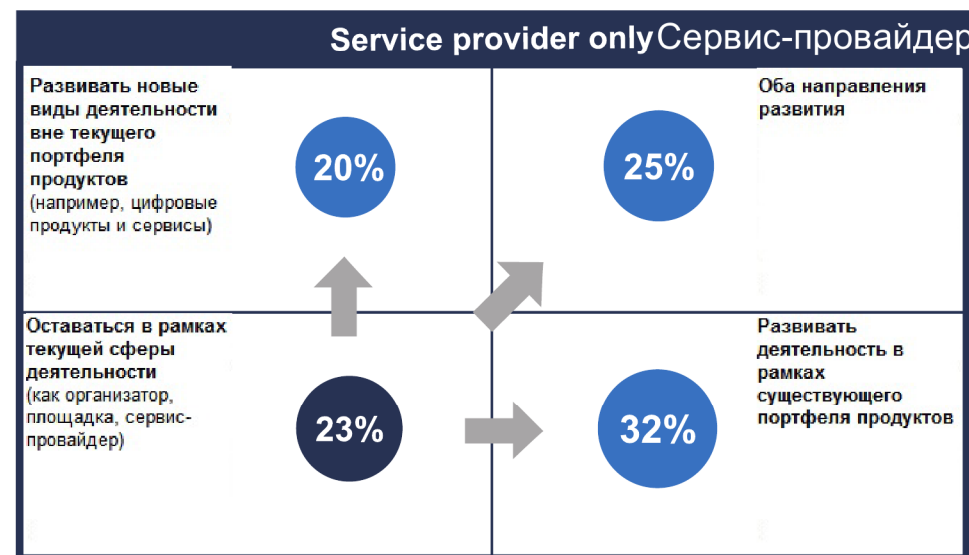 Service provider only Сервис-провайдер
Развивать новые
виды деятельности
вне текущего
портфеля
продуктов
(например, цифровые
продукты и сервисы)
20%
25%
Оба направления
развития
Оставаться в рамках
текущей сферы
деятельности
(как организатор,
площадка, сервис-
провайдер)
23%
32%
Развивать
деятельность в
рамках
существующего
портфеля продуктов